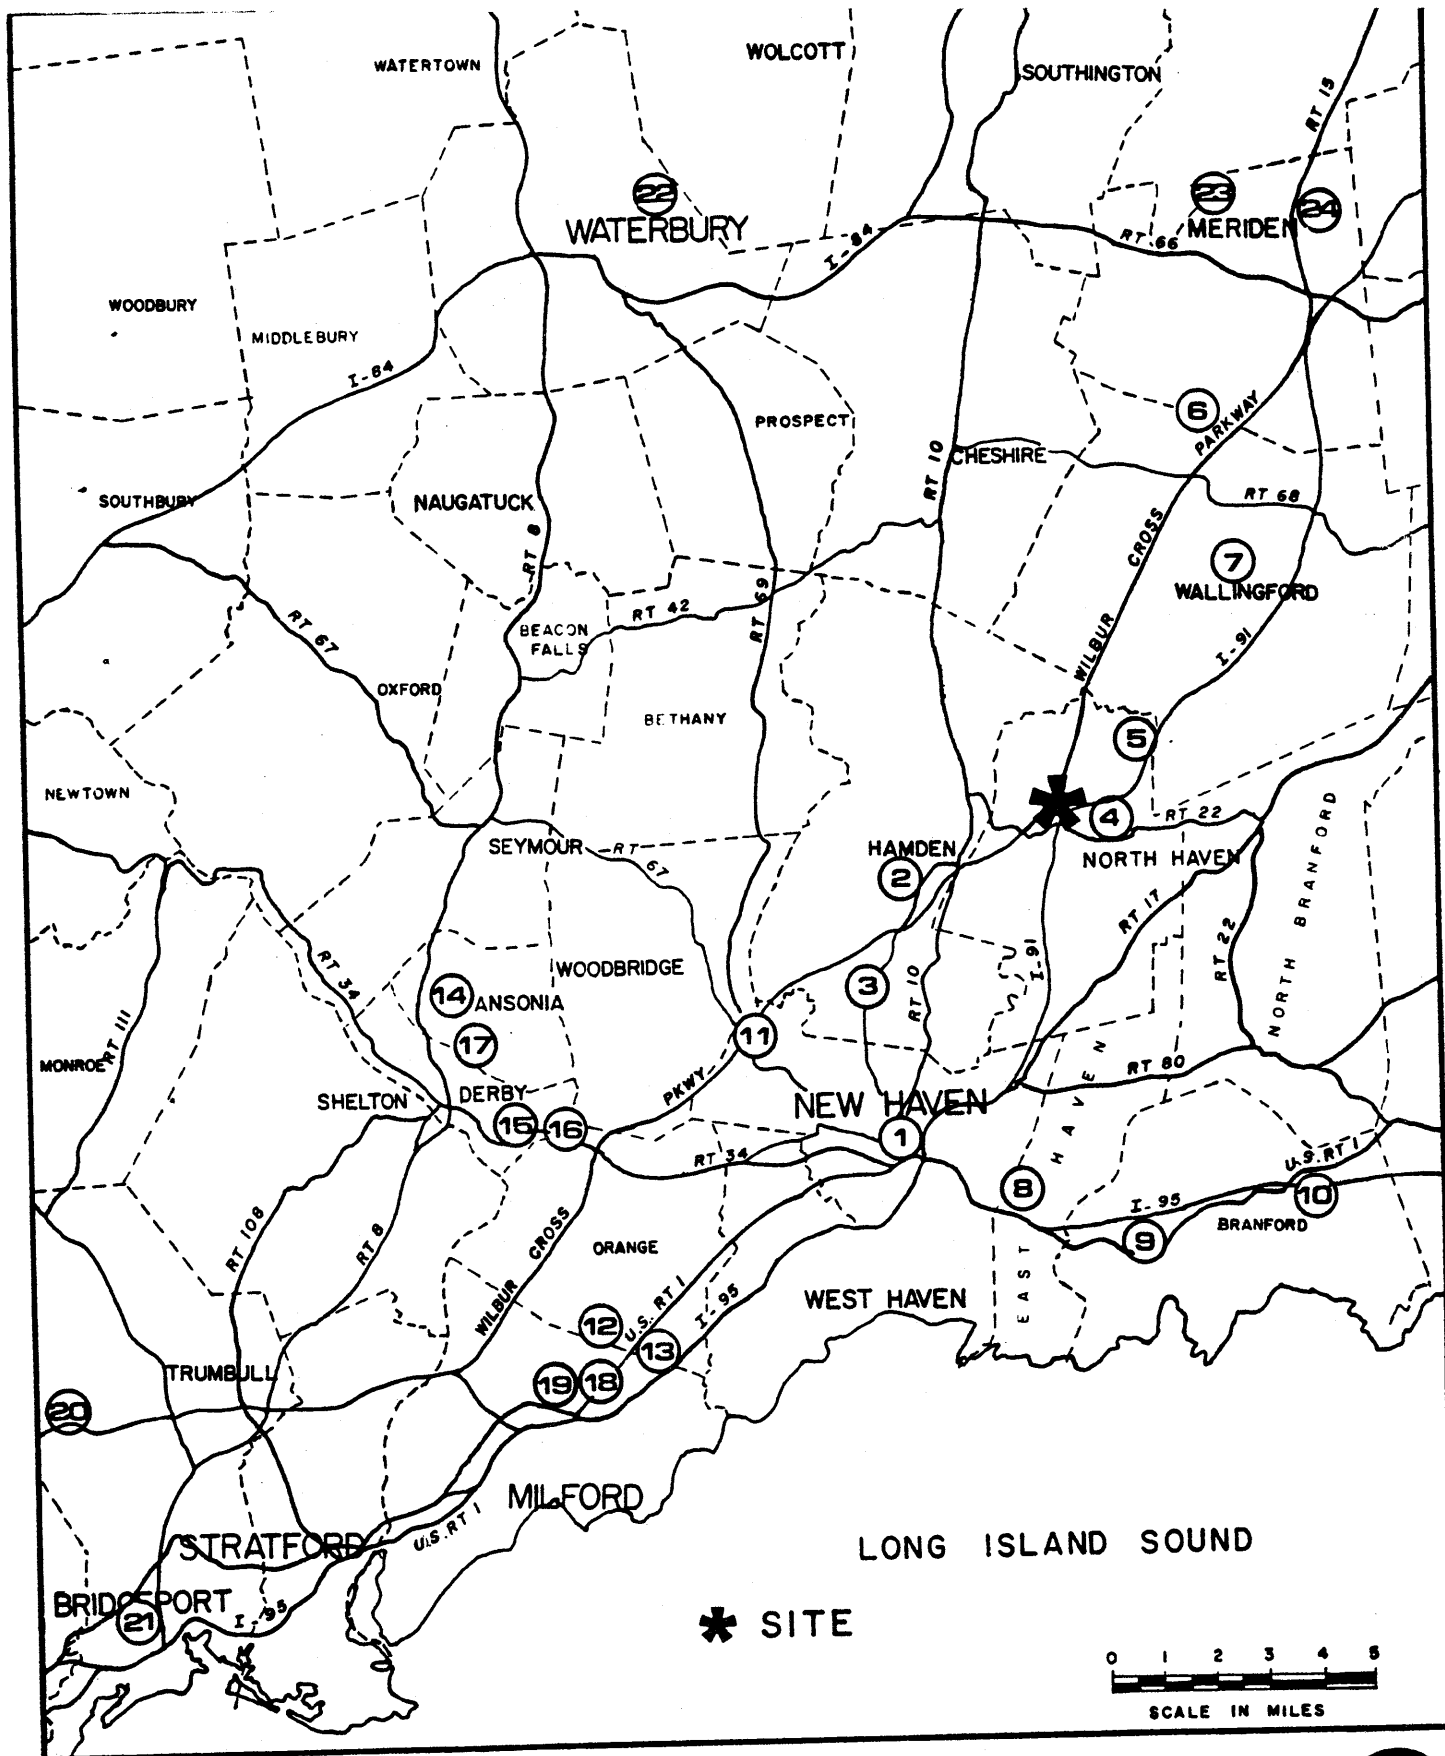 WATERTOWN
WOLCOTT
SOUTHINGTON
RT 15
22
WATERBURY
23
24
MERIDEN
RT 66
I-84
WOODBURY
MIDDLEBURY
I-84
PROSPECT
6
PARKWAY
RT 10
CHESHIRE
SOUTHBURY
NAUGATUCK
RT 68
RT 8
CROSS
7
WALLINGFORD
RT 69
RT 42
BEACON
FALLS
RT 67
WILBUR
I-91
OXFORD
BETHANY
5
NEWTOWN
4
RT 22
SEYMOUR
RT 67
HAMDEN
2
NORTH HAVEN
NORTH BRANFORD
RT 17
RT 22
RT 34
WOODBRIDGE
14
ANSONIA
3
RT 10
I-91
RT 111
17
11
MONROE
RT 80
SHELTON
DERBY
PKWY
NEW HAVEN
15
16
1
RT 34
U.S. RT 1
8
I-95
10
BRANFORD
9
EAST HAVEN
RT 108
RT 8
CROSS
ORANGE
WILBUR
U.S. RT 1
I-95
WEST HAVEN
12
13
TRUMBULL
19
18
20
MILFORD
U.S. RT 1
STRATFORD
LONG ISLAND SOUND
BRIDGEPORT
21
I-95
SITE
0 1 2 3 4 5
SCALE IN MILES